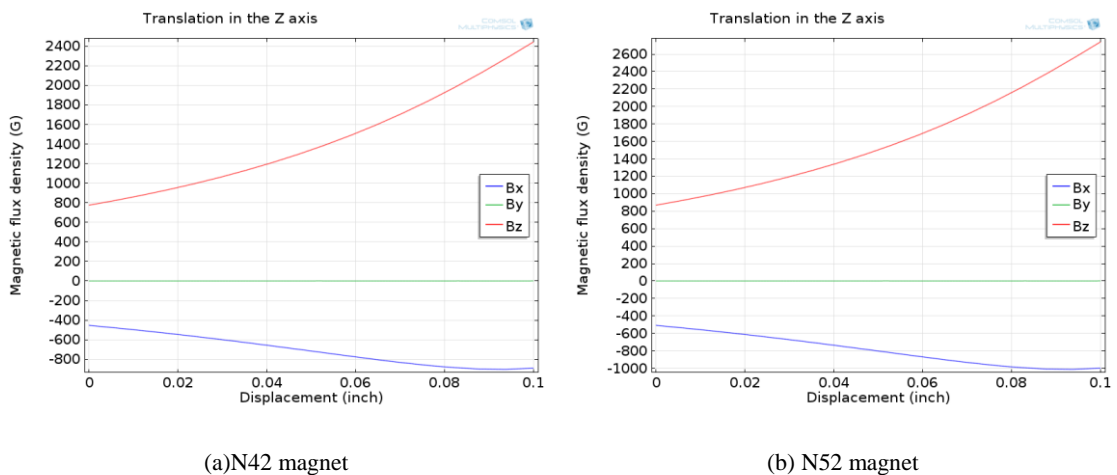 Translation in the Z axis
COMSOL
MULTIPHYSICS
2400
2200
2000
1800
1600
1400
1200
1000
800
600
400
200
0
-200
-400
-600
-800
Magnetic flux density (G)
Bx
By
Bz
0 0.02 0.04 0.06 0.08 0.1
Displacement (inch)
(a)N42 magnet
Translation in the Z axis
COMSOL
MULTIPHYSICS
2600
2400
2200
2000
1800
1600
1400
1200
1000
800
600
400
200
0
-200
-400
-600
-800
-1000
Magnetic flux density (G)
Bx
By
Bz
0 0.02 0.04 0.06 0.08 0.1
Displacement (inch)
(b) N52 magnet